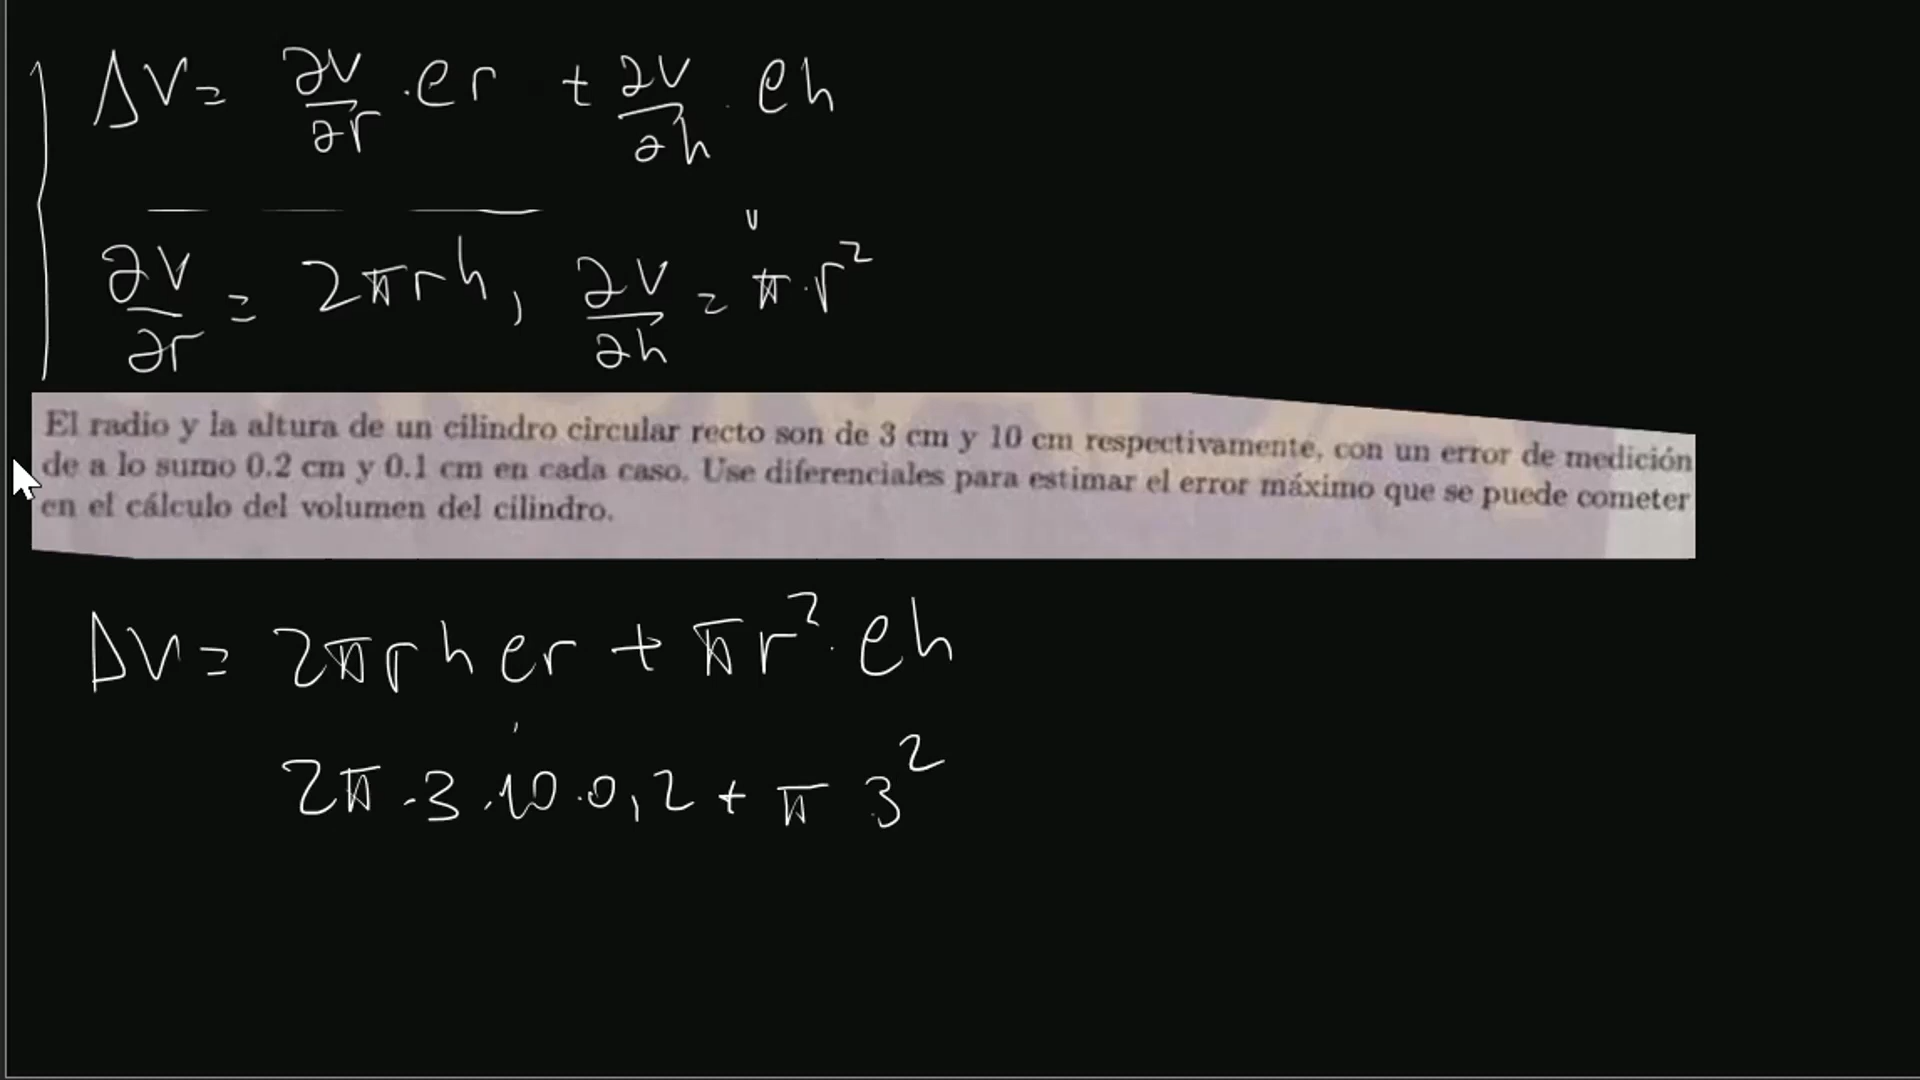 ΔV = ∂V/∂r · er + ∂V/∂h · eh
∂V/∂r = 2πrh, ∂V/∂h = π·r²
El radio y la altura de un cilindro circular recto son de 3 cm y 10 cm respectivamente, con un error de medición
de a lo sumo 0.2 cm y 0.1 cm en cada caso. Use diferenciales para estimar el error máximo que se puede cometer
en el cálculo del volumen del cilindro.
ΔV = 2πrh er + πr² · eh
2π · 3 · 10 · 0,2 + π 3²